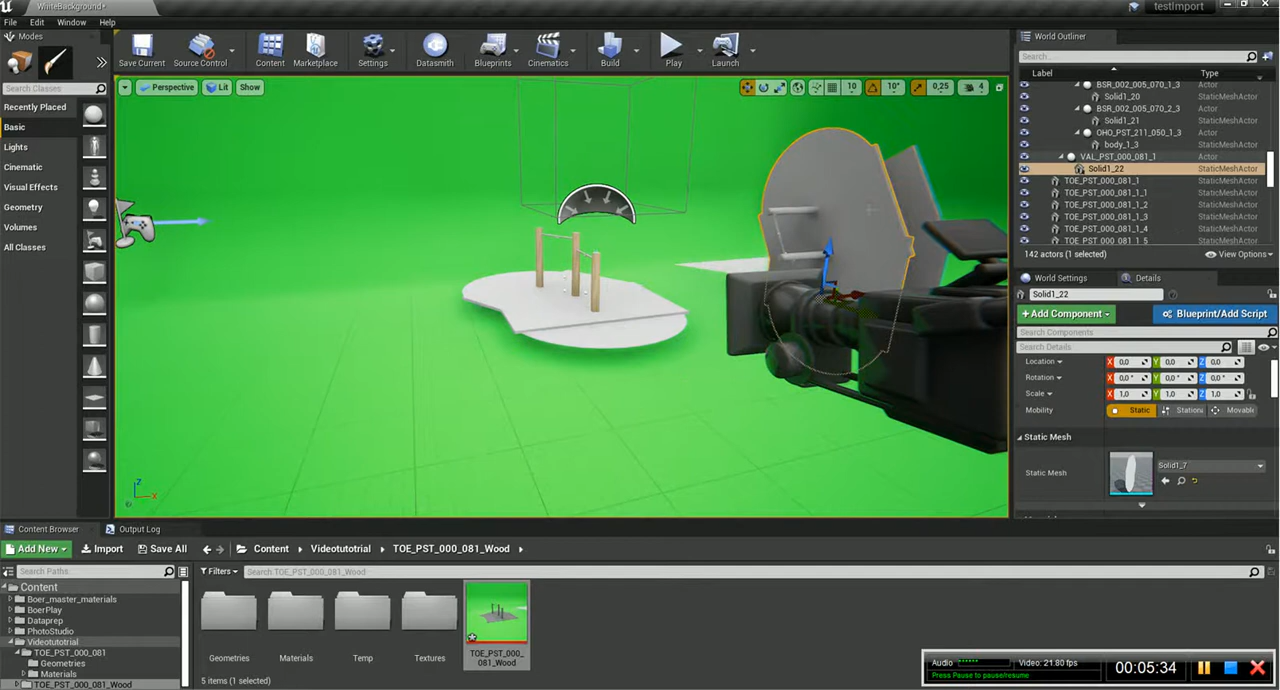 WhiteBackground*
testImport
File Edit Window Help
Modes
Search Classes
Recently Placed
Basic
Lights
Cinematic
Visual Effects
Geometry
Volumes
All Classes
Save Current
Source Control
Content
Marketplace
Settings
Datasmith
Blueprints
Cinematics
Build
Play
Launch
Perspective
Lit
Show
10
10°
0,25
4
Z
X
World Outliner
Search...
Label Type
BSR_002_005_070_1_3 Actor
Solid1_20 StaticMeshActor
BSR_002_005_070_2_3 Actor
Solid1_21 StaticMeshActor
OHO_PST_211_050_1_3 Actor
body_1_3 StaticMeshActor
VAL_PST_000_081_1 Actor
Solid1_22 StaticMeshActor
TOE_PST_000_081_1 StaticMeshActor
TOE_PST_000_081_1_1 StaticMeshActor
TOE_PST_000_081_1_2 StaticMeshActor
TOE_PST_000_081_1_3 StaticMeshActor
TOE_PST_000_081_1_4 StaticMeshActor
TOE_PST_000_081_1_5 StaticMeshActor
142 actors (1 selected)
View Options
World Settings
Details
Solid1_22
+Add Component
Blueprint/Add Script
Search Components
Search Details
Location X 0,0 Y 0,0 Z 0,0
Rotation X 0,0 ° Y 0,0 ° Z 0,0 °
Scale X 1,0 Y 1,0 Z 1,0
Mobility Static Station Movable
Static Mesh
Static Mesh
Solid1_7
Content Browser
Output Log
Add New
Import
Save All
Content
Videotutotrial
TOE_PST_000_081_Wood
Search Paths
Filters
Search TOE_PST_000_081_Wood
Content
Boer_master_materials
BoerPlay
Dataprep
PhotoStudio
Videotutotrial
TOE_PST_000_081
Geometries
Materials
TOE_PST_000_081_Wood
Geometries
Materials
Temp
Textures
TOE_PST_000_
081_Wood
5 items (1 selected)
Audio
Video: 21.80 fps
Press Pause to pause/resume
00:05:34